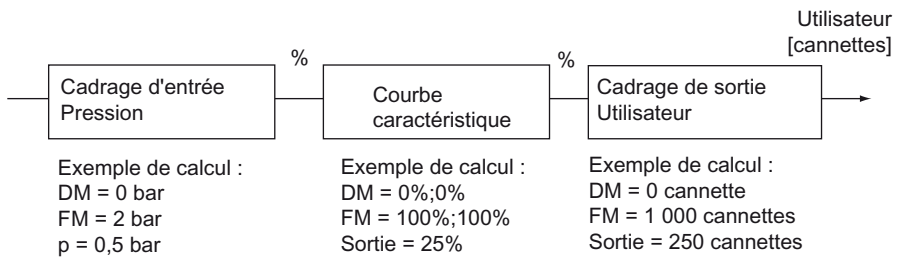 Utilisateur
[cannettes]
%
%
Cadrage d'entrée
Pression
Courbe
caractéristique
Cadrage de sortie
Utilisateur
Exemple de calcul :
DM = 0 bar
FM = 2 bar
p = 0,5 bar
Exemple de calcul :
DM = 0%;0%
FM = 100%;100%
Sortie = 25%
Exemple de calcul :
DM = 0 cannette
FM = 1 000 cannettes
Sortie = 250 cannettes